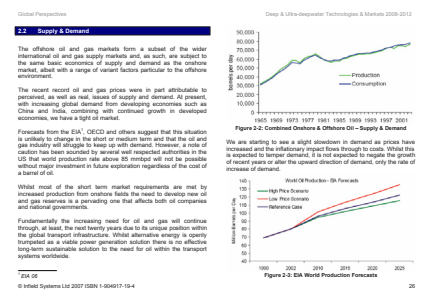 Global Perspectives
Deep & Ultra-deepwater Technologies & Markets 2008-2012
2.2 Supply & Demand
The offshore oil and gas markets form a subset of the wider
international oil and gas supply markets and, as such, are subject to
the same basic economics of supply and demand as the onshore
market, albeit with a range of variant factors particular to the offshore
environment.
The recent record oil and gas prices were in part attributable to
perceived, as well as real, issues of supply and demand. At present,
with increasing global demand from developing economies such as
China and India, combining with continued growth in developed
economies, we have a tight oil market.
Forecasts from the EIA¹, OECD and others suggest that this situation
is unlikely to change in the short or medium term and that the oil and
gas industry will struggle to keep up with demand. However, a note of
caution has been sounded by several well respected authorities in the
US that world production rate above 85 mmbpd will not be possible
without major investment in future exploration regardless of the cost of
a barrel of oil.
Whilst most of the short term market requirements are met by
increased production from onshore fields the need to develop new oil
and gas reserves is a pervading one that affects both oil companies
and national governments.
Fundamentally the increasing need for oil and gas will continue
through, at least, the next twenty years due to its unique position within
the global transport infrastructure. Whilst alternative energy is openly
trumpeted as a viable power generation solution there is no effective
long-term sustainable solution to the need for oil within the transport
systems worldwide.
¹ EIA 06
© Infield Systems Ltd 2007 ISBN 1-904917-19-4
barrels per day
90,000
80,000
70,000
60,000
50,000
40,000
30,000
20,000
10,000
0
Production
Consumption
1965 1969 1973 1977 1981 1985 1989 1993 1997 2001
Figure 2-2: Combined Onshore & Offshore Oil – Supply & Demand
We are starting to see a slight slowdown in demand as prices have
increased and the inflationary impact flows through to costs. Whilst this
is expected to temper demand, it is not expected to negate the growth
of recent years or alter the upward direction of demand, only the rate of
increase of demand.
World Oil Production - EIA Forecasts
Million Barrels per Day
140
130
120
110
100
90
80
70
60
50
40
High Price Scenario
Low Price Scenario
Reference Case
1990 2002 2010 2015 2020 2025
Figure 2-3: EIA World Production Forecasts
26